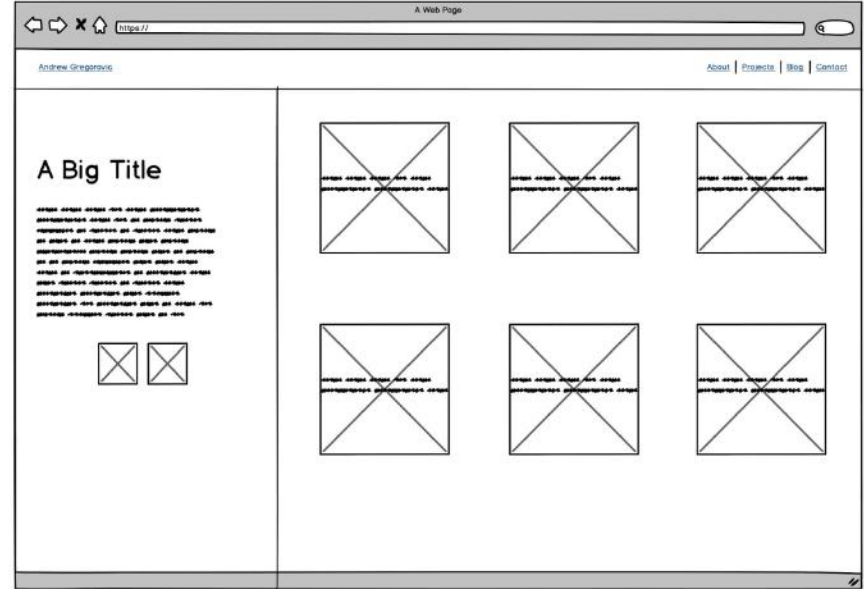 A Web Page
https://
Andrew Gregorovic
About | Projects | Blog | Contact
A Big Title